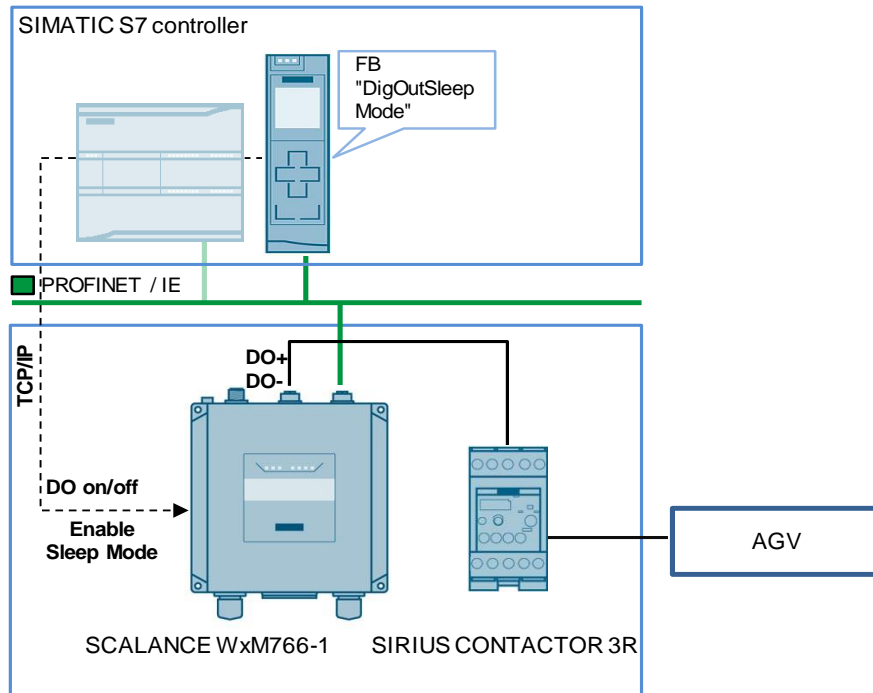 SIMATIC S7 controller
FB
"DigOutSleep
Mode"
PROFINET / IE
TCP/IP
DO+
DO-
DO on/off
Enable
Sleep Mode
AGV
SCALANCE WxM766-1
SIRIUS CONTACTOR 3R